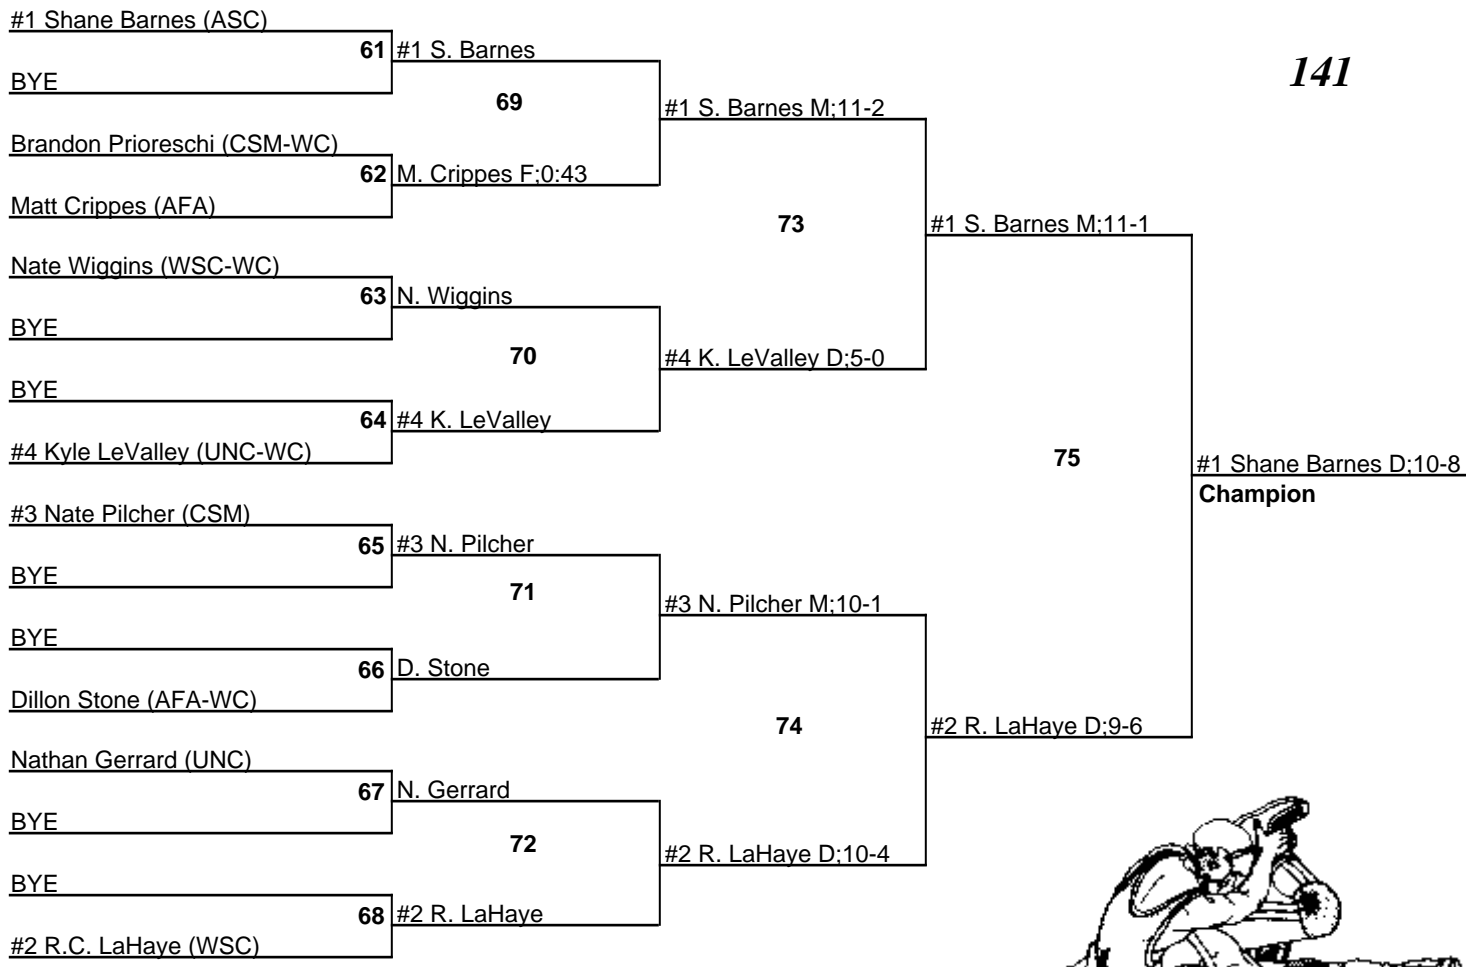 #1 Shane Barnes (ASC)
61 #1 S. Barnes
141
BYE
69
#1 S. Barnes M;11-2
Brandon Prioreschi (CSM-WC)
62 M. Crippes F;0:43
Matt Crippes (AFA)
73
#1 S. Barnes M;11-1
Nate Wiggins (WSC-WC)
63 N. Wiggins
BYE
70
#4 K. LeValley D;5-0
BYE
64 #4 K. LeValley
#4 Kyle LeValley (UNC-WC)
75
#1 Shane Barnes D;10-8
Champion
#3 Nate Pilcher (CSM)
65 #3 N. Pilcher
BYE
71
#3 N. Pilcher M;10-1
BYE
66 D. Stone
Dillon Stone (AFA-WC)
74
#2 R. LaHaye D;9-6
Nathan Gerrard (UNC)
67 N. Gerrard
BYE
72
#2 R. LaHaye D;10-4
BYE
68 #2 R. LaHaye
#2 R.C. LaHaye (WSC)